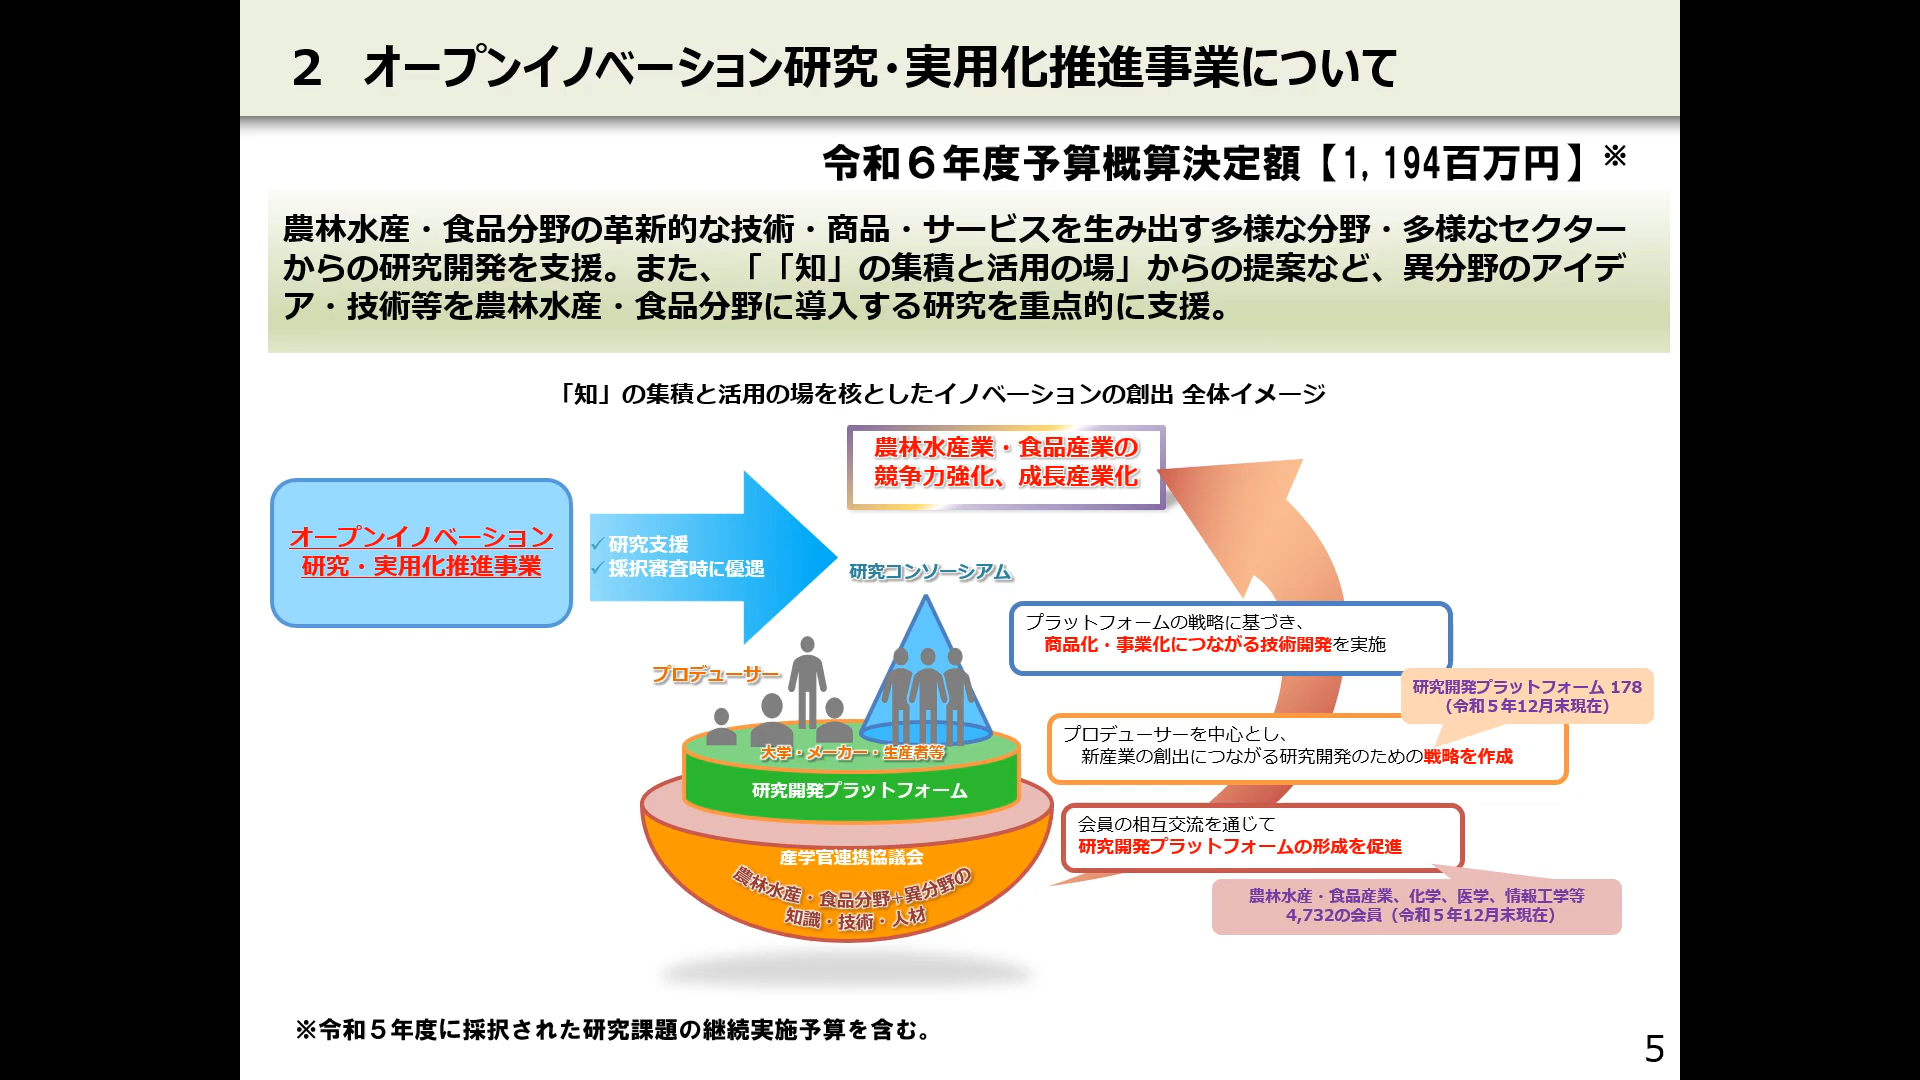 ２　オープンイノベーション研究・実用化推進事業について
令和６年度予算概算決定額【1,194百万円】※
農林水産・食品分野の革新的な技術・商品・サービスを生み出す多様な分野・多様なセクター
からの研究開発を支援。また、「「知」の集積と活用の場」からの提案など、異分野のアイデ
ア・技術等を農林水産・食品分野に導入する研究を重点的に支援。
「知」の集積と活用の場を核としたイノベーションの創出 全体イメージ
農林水産業・食品産業の
競争力強化、成長産業化
オープンイノベーション
研究・実用化推進事業
✓研究支援
✓採択審査時に優遇
研究コンソーシアム
プロデューサー
大学・メーカー・生産者等
研究開発プラットフォーム
産学官連携協議会
農林水産・食品分野+異分野の
知識・技術・人材
プラットフォームの戦略に基づき、
商品化・事業化につながる技術開発を実施
研究開発プラットフォーム 178
（令和５年12月末現在）
プロデューサーを中心とし、
新産業の創出につながる研究開発のための戦略を作成
会員の相互交流を通じて
研究開発プラットフォームの形成を促進
農林水産・食品産業、化学、医学、情報工学等
4,732の会員（令和５年12月末現在）
※令和５年度に採択された研究課題の継続実施予算を含む。
5